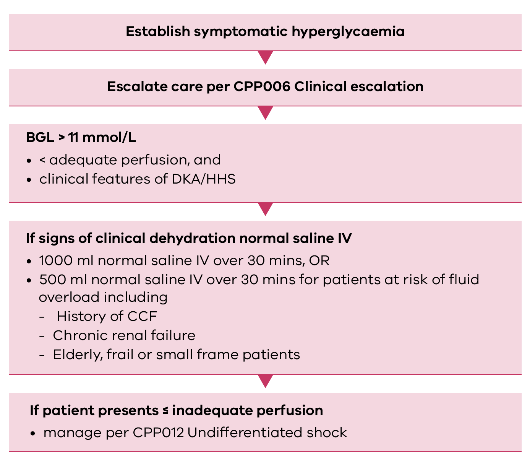 Establish symptomatic hyperglycaemia
Escalate care per CPP006 Clinical escalation
BGL > 11 mmol/L
• < adequate perfusion, and
• clinical features of DKA/HHS
If signs of clinical dehydration normal saline IV
• 1000 ml normal saline IV over 30 mins, OR
• 500 ml normal saline IV over 30 mins for patients at risk of fluid
overload including
- History of CCF
- Chronic renal failure
- Elderly, frail or small frame patients
If patient presents ≤ inadequate perfusion
• manage per CPP012 Undifferentiated shock